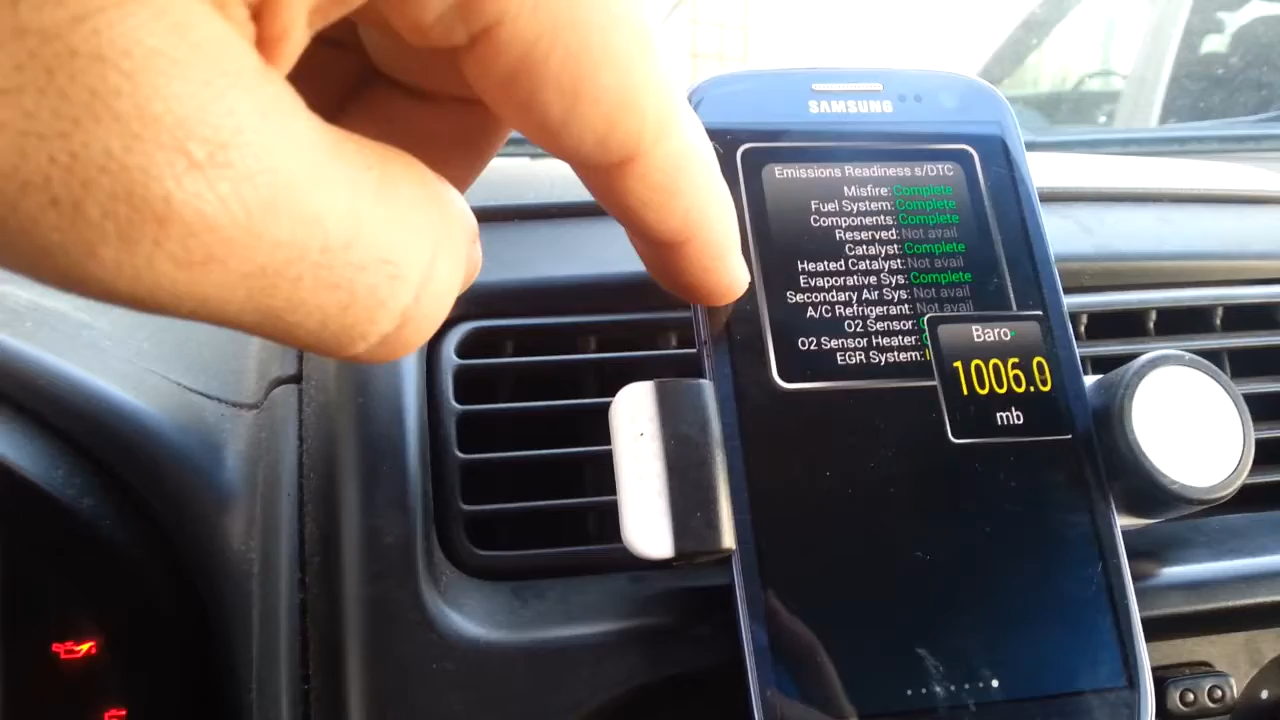 SAMSUNG
Emissions Readiness s/DTC
Misfire: Complete
Fuel System: Complete
Components: Complete
Reserved: Not avail
Catalyst: Complete
Heated Catalyst: Not avail
Evaporative Sys: Complete
Secondary Air Sys: Not avail
A/C Refrigerant: Not avail
O2 Sensor:
O2 Sensor Heater:
EGR System:
Baro
1006.0
mb